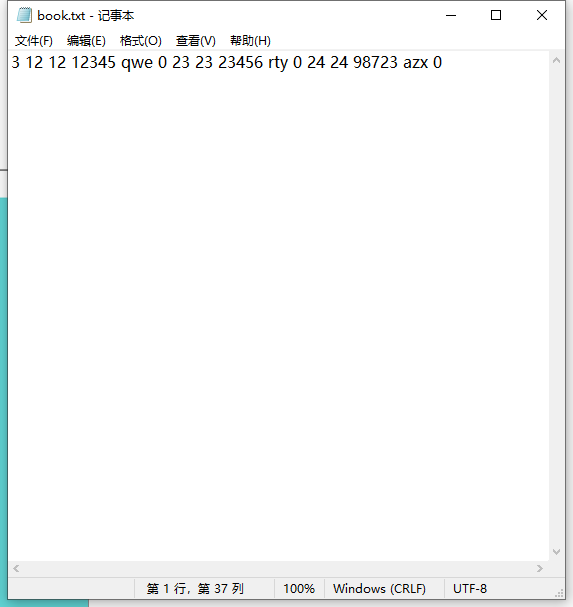 book.txt - 记事本
文件(F) 编辑(E) 格式(O) 查看(V) 帮助(H)
3 12 12 12345 qwe 0 23 23 23456 rty 0 24 24 98723 azx 0
第 1 行，第 37 列 100% Windows (CRLF) UTF-8